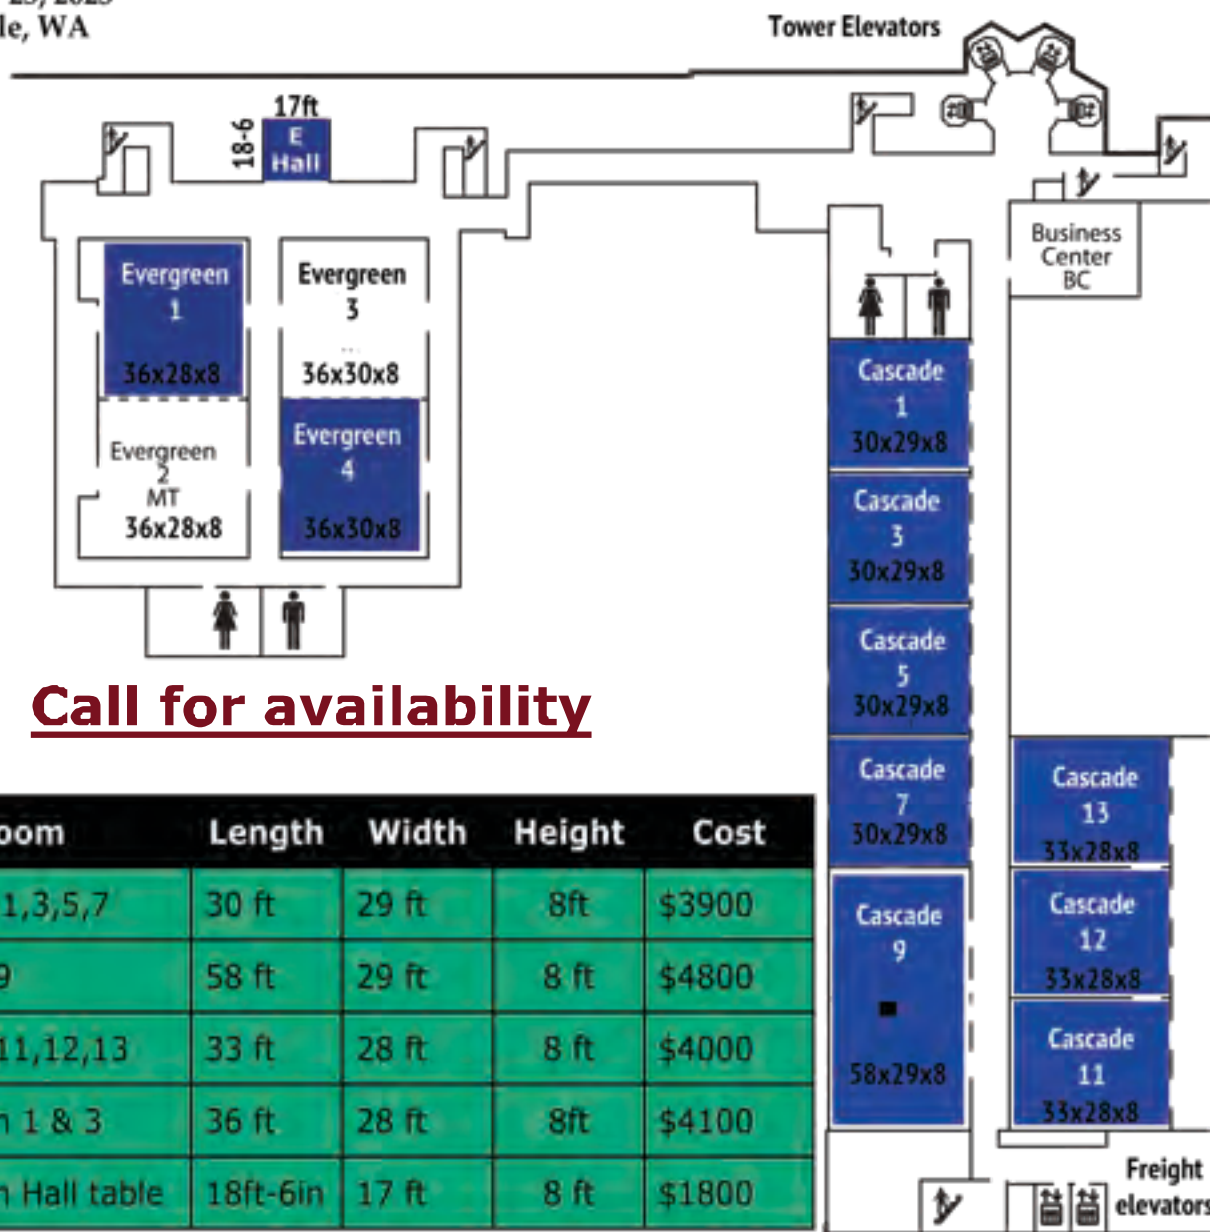 25, 2025
le, WA
Tower Elevators
17ft
18-6
E
Hall
Evergreen
1
36x28x8
Evergreen
3
...
36x30x8
Evergreen
2
MT
36x28x8
Evergreen
4
36x30x8
Business
Center
BC
Cascade
1
30x29x8
Cascade
3
30x29x8
Cascade
5
30x29x8
Cascade
7
30x29x8
Cascade
9
58x29x8
Cascade
13
33x28x8
Cascade
12
33x28x8
Cascade
11
33x28x8
Freight
elevators
Call for availability
oom Length Width Height Cost
1,3,5,7 30 ft 29 ft 8ft $3900
9 58 ft 29 ft 8 ft $4800
11,12,13 33 ft 28 ft 8 ft $4000
n 1 & 3 36 ft 28 ft 8ft $4100
n Hall table 18ft-6in 17 ft 8 ft $1800